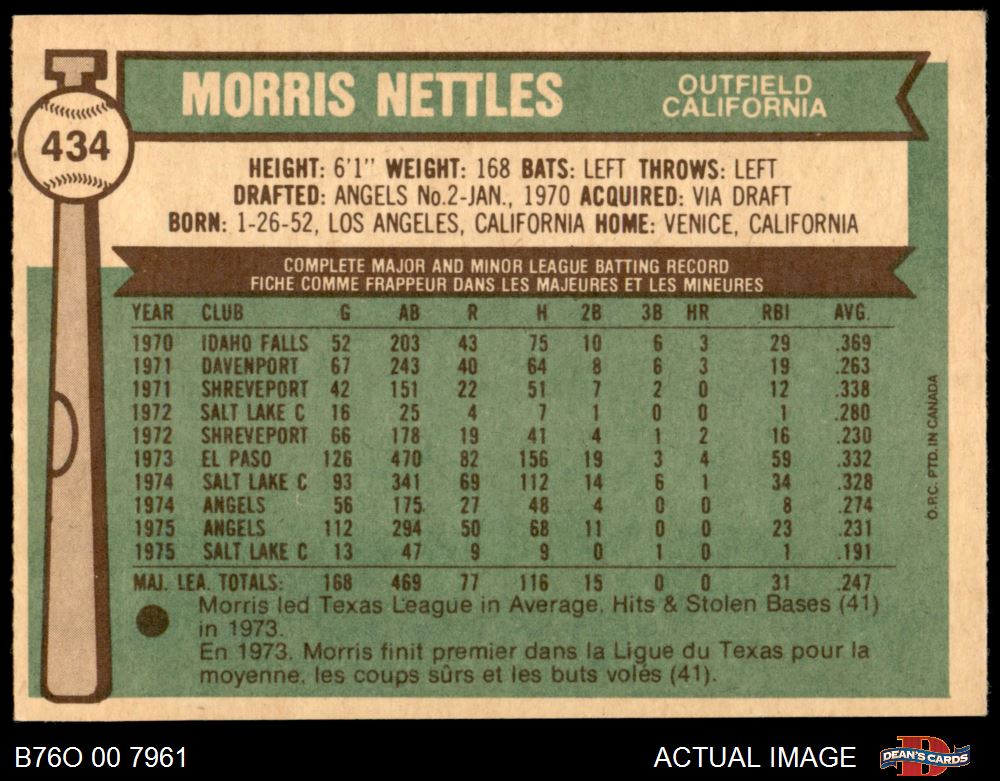 434
MORRIS NETTLES
OUTFIELD
CALIFORNIA
HEIGHT: 6'1" WEIGHT: 168 BATS: LEFT THROWS: LEFT
DRAFTED: ANGELS No.2-JAN., 1970 ACQUIRED: VIA DRAFT
BORN: 1-26-52, LOS ANGELES, CALIFORNIA HOME: VENICE, CALIFORNIA
COMPLETE MAJOR AND MINOR LEAGUE BATTING RECORD
FICHE COMME FRAPPEUR DANS LES MAJEURES ET LES MINEURES
YEAR CLUB G AB R H 2B 3B HR RBI AVG.
1970 IDAHO FALLS 52 203 43 75 10 6 3 29 .369
1971 DAVENPORT 67 243 40 64 8 6 3 19 .263
1971 SHREVEPORT 42 151 22 51 7 2 0 12 .338
1972 SALT LAKE C 16 25 4 7 1 0 0 1 .280
1972 SHREVEPORT 66 178 19 41 4 1 2 16 .230
1973 EL PASO 126 470 82 156 19 3 4 59 .332
1974 SALT LAKE C 93 341 69 112 14 6 1 34 .328
1974 ANGELS 56 175 27 48 4 0 0 8 .274
1975 ANGELS 112 294 50 68 11 0 0 23 .231
1975 SALT LAKE C 13 47 9 9 0 1 0 1 .191
MAJ. LEA. TOTALS: 168 469 77 116 15 0 0 31 .247
Morris led Texas League in Average, Hits & Stolen Bases (41)
in 1973.
En 1973, Morris finit premier dans la Ligue du Texas pour la
moyenne, les coups sûrs et les buts volés (41).
O.P.C. PTD. IN CANADA
B76O 00 7961
ACTUAL IMAGE
DEAN'S CARDS